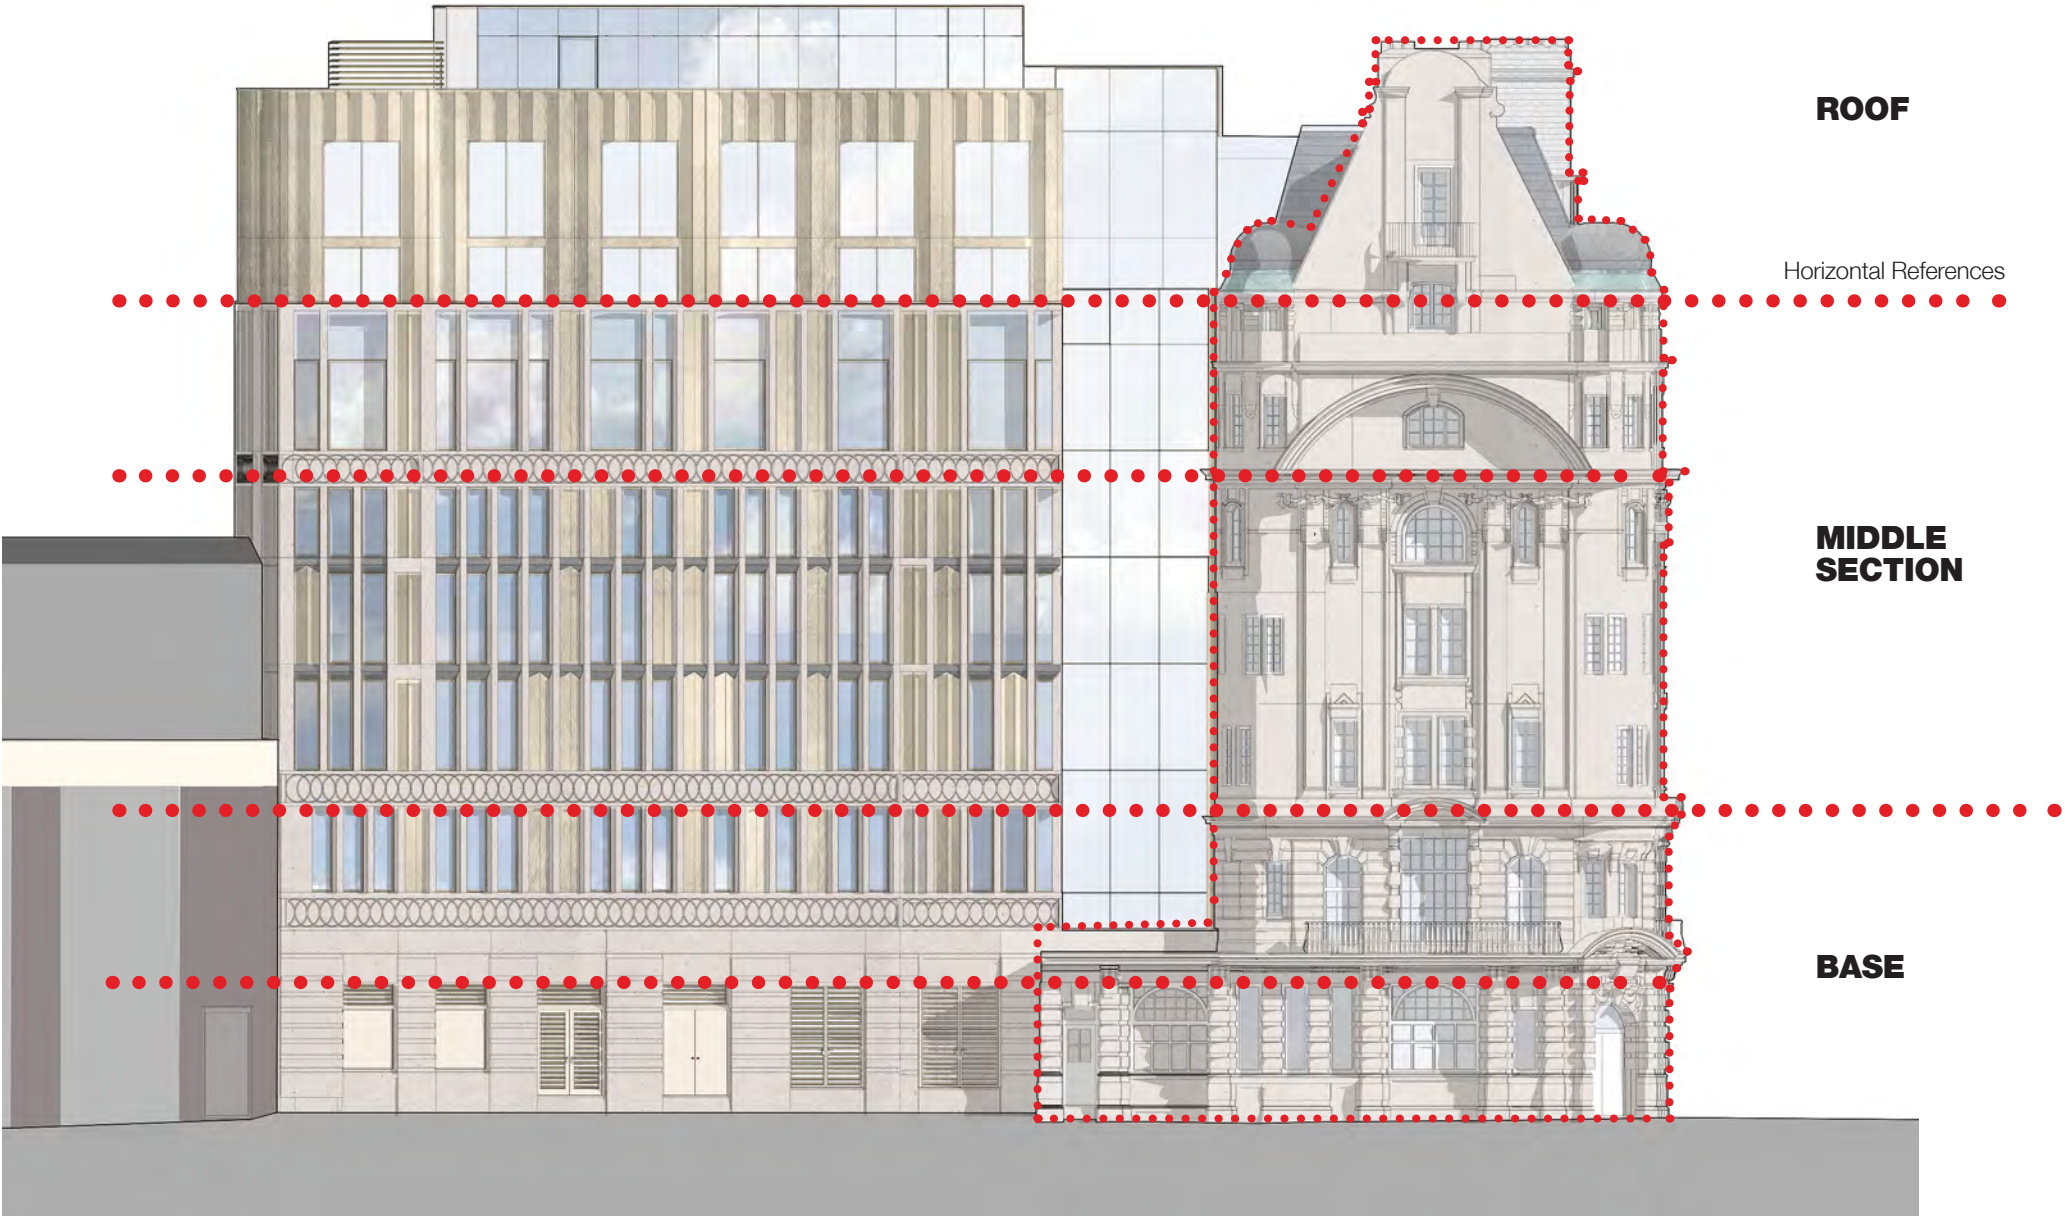 ROOF
Horizontal References
MIDDLE
SECTION
BASE